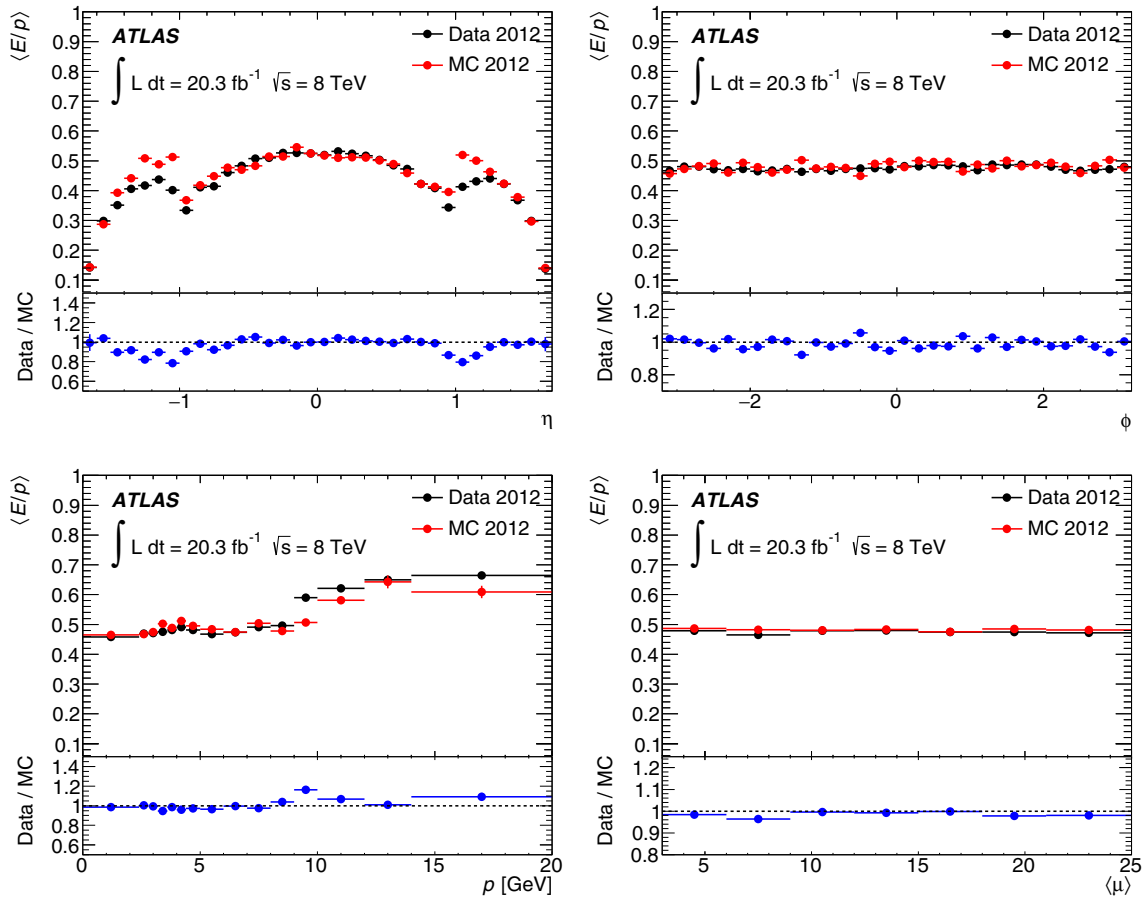 ⟨E/p⟩
1
0.9
0.8
0.7
0.6
0.5
0.4
0.3
0.2
0.1
ATLAS
∫ L dt = 20.3 fb⁻¹ √s = 8 TeV
Data 2012
MC 2012
Data / MC
1.4
1.2
1.0
0.8
0.6
−1
0
1
η
⟨E/p⟩
1
0.9
0.8
0.7
0.6
0.5
0.4
0.3
0.2
0.1
ATLAS
∫ L dt = 20.3 fb⁻¹ √s = 8 TeV
Data 2012
MC 2012
Data / MC
1.2
1
0.8
−2
0
2
ϕ
⟨E/p⟩
1
0.9
0.8
0.7
0.6
0.5
0.4
0.3
0.2
0.1
ATLAS
∫ L dt = 20.3 fb⁻¹ √s = 8 TeV
Data 2012
MC 2012
Data / MC
1.4
1.2
1.0
0.8
0.6
0
5
10
15
20
p [GeV]
⟨E/p⟩
1
0.9
0.8
0.7
0.6
0.5
0.4
0.3
0.2
0.1
ATLAS
∫ L dt = 20.3 fb⁻¹ √s = 8 TeV
Data 2012
MC 2012
Data / MC
1.2
1.1
1
0.9
0.8
5
10
15
20
25
⟨μ⟩